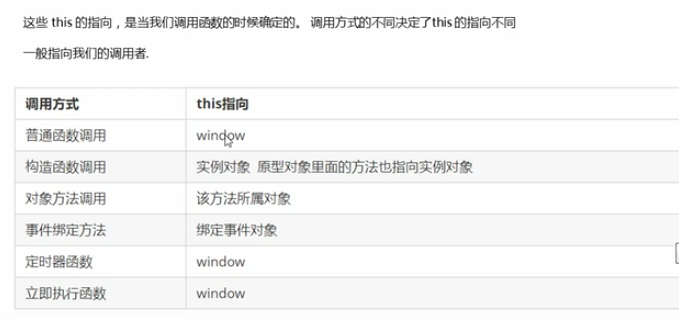 这些 this 的指向，是当我们调用函数的时候确定的。 调用方式的不同决定了this 的指向不同
一般指向我们的调用者.
调用方式 this指向
普通函数调用 window
构造函数调用 实例对象 原型对象里面的方法也指向实例对象
对象方法调用 该方法所属对象
事件绑定方法 绑定事件对象
定时器函数 window
立即执行函数 window